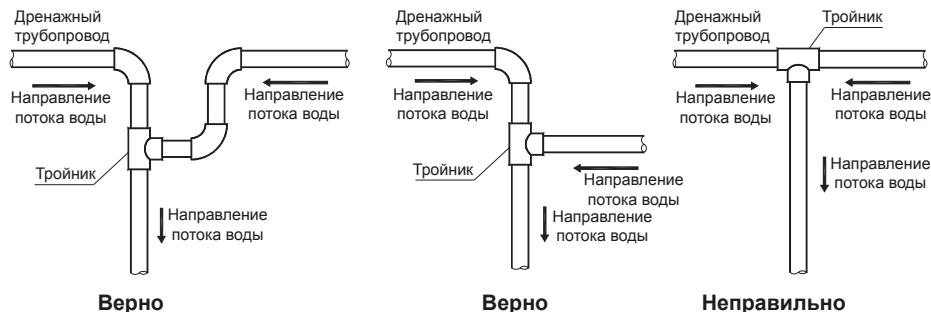 Дренажный
трубопровод
Направление
потока воды
Направление
потока воды
Тройник
Направление
потока воды
Верно
Дренажный
трубопровод
Направление
потока воды
Тройник
Направление
потока воды
Направление
потока воды
Верно
Дренажный
трубопровод
Тройник
Направление
потока воды
Направление
потока воды
Направление
потока воды
Неправильно